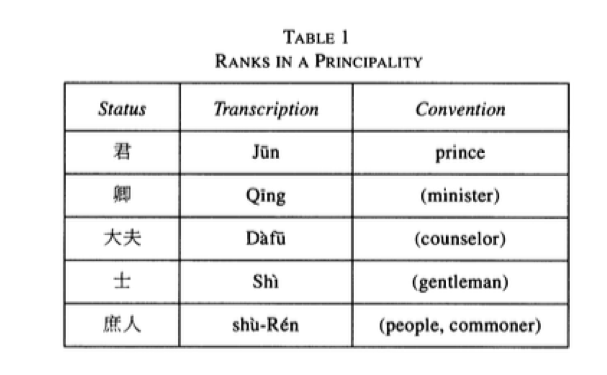 TABLE 1
RANKS IN A PRINCIPALITY
Status Transcription Convention
君 Jūn prince
卿 Qīng (minister)
大夫 Dàfū (counselor)
士 Shì (gentleman)
庶人 shù-Rén (people, commoner)